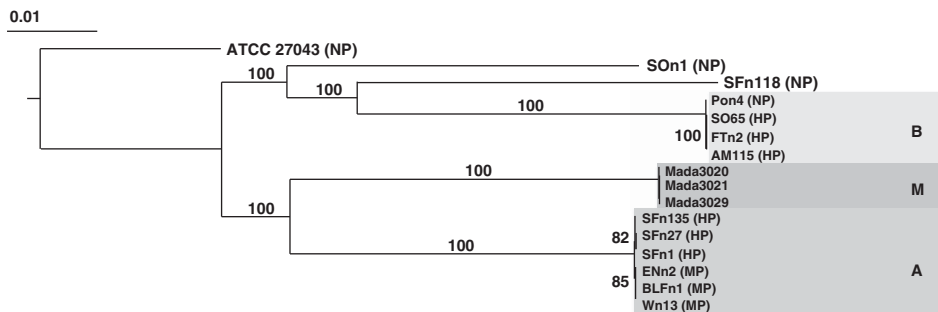 0.01
ATCC 27043 (NP)
100
SOn1 (NP)
100
SFn118 (NP)
100
Pon4 (NP)
SO65 (HP)
100
FTn2 (HP)
B
AM115 (HP)
100
Mada3020
Mada3021
M
Mada3029
100
SFn135 (HP)
82
SFn27 (HP)
100
SFn1 (HP)
ENn2 (MP)
A
85
BLFn1 (MP)
Wn13 (MP)